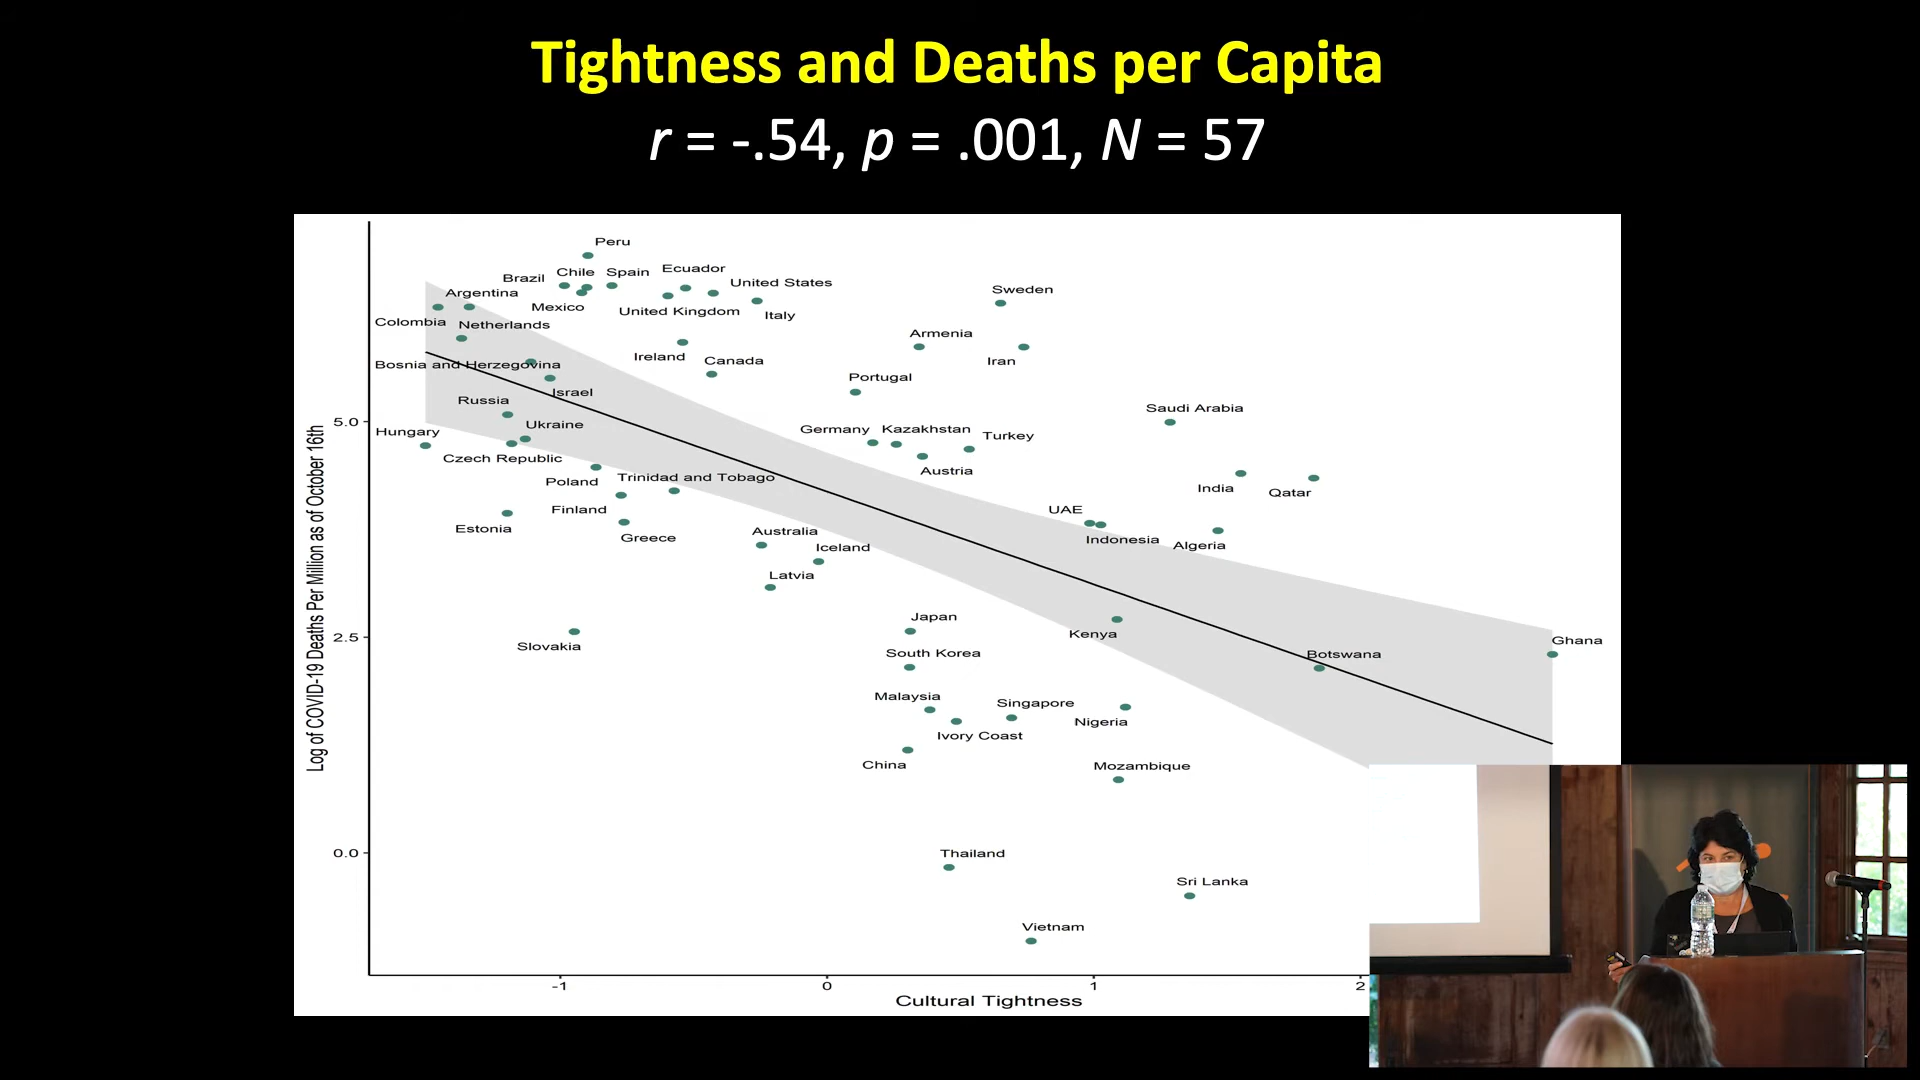 Tightness and Deaths per Capita
r = -.54, p = .001, N = 57
Peru
Brazil
Chile
Spain
Ecuador
United States
Argentina
Mexico
United Kingdom
Italy
Sweden
Colombia
Netherlands
Armenia
Ireland
Canada
Iran
Bosnia and Herzegovina
Israel
Portugal
Russia
Saudi Arabia
Hungary
Ukraine
Germany
Kazakhstan
Turkey
Czech Republic
Austria
Poland
Trinidad and Tobago
India
Qatar
Finland
UAE
Estonia
Greece
Australia
Indonesia
Algeria
Iceland
Latvia
Japan
Kenya
Ghana
Slovakia
South Korea
Botswana
Malaysia
Singapore
Nigeria
Ivory Coast
China
Mozambique
Thailand
Sri Lanka
Vietnam
5.0
2.5
0.0
Log of COVID-19 Deaths Per Million as of October 16th
-1
0
1
2
Cultural Tightness